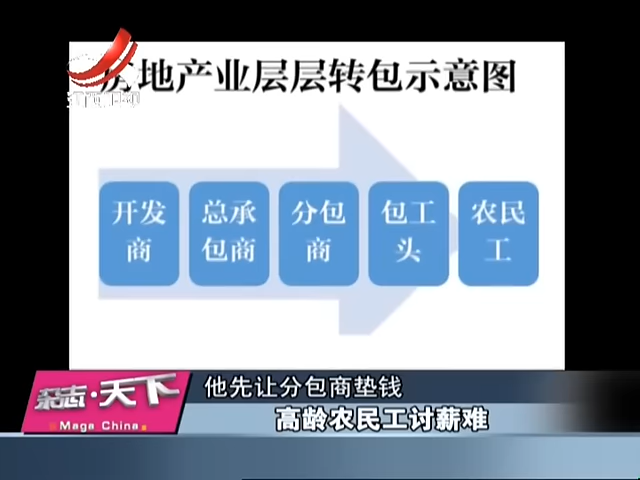 房地产业层层转包示意图
开发商
总承包商
分包商
包工头
农民工
他先让分包商垫钱
杂志·天下
Maga China
高龄农民工讨薪难